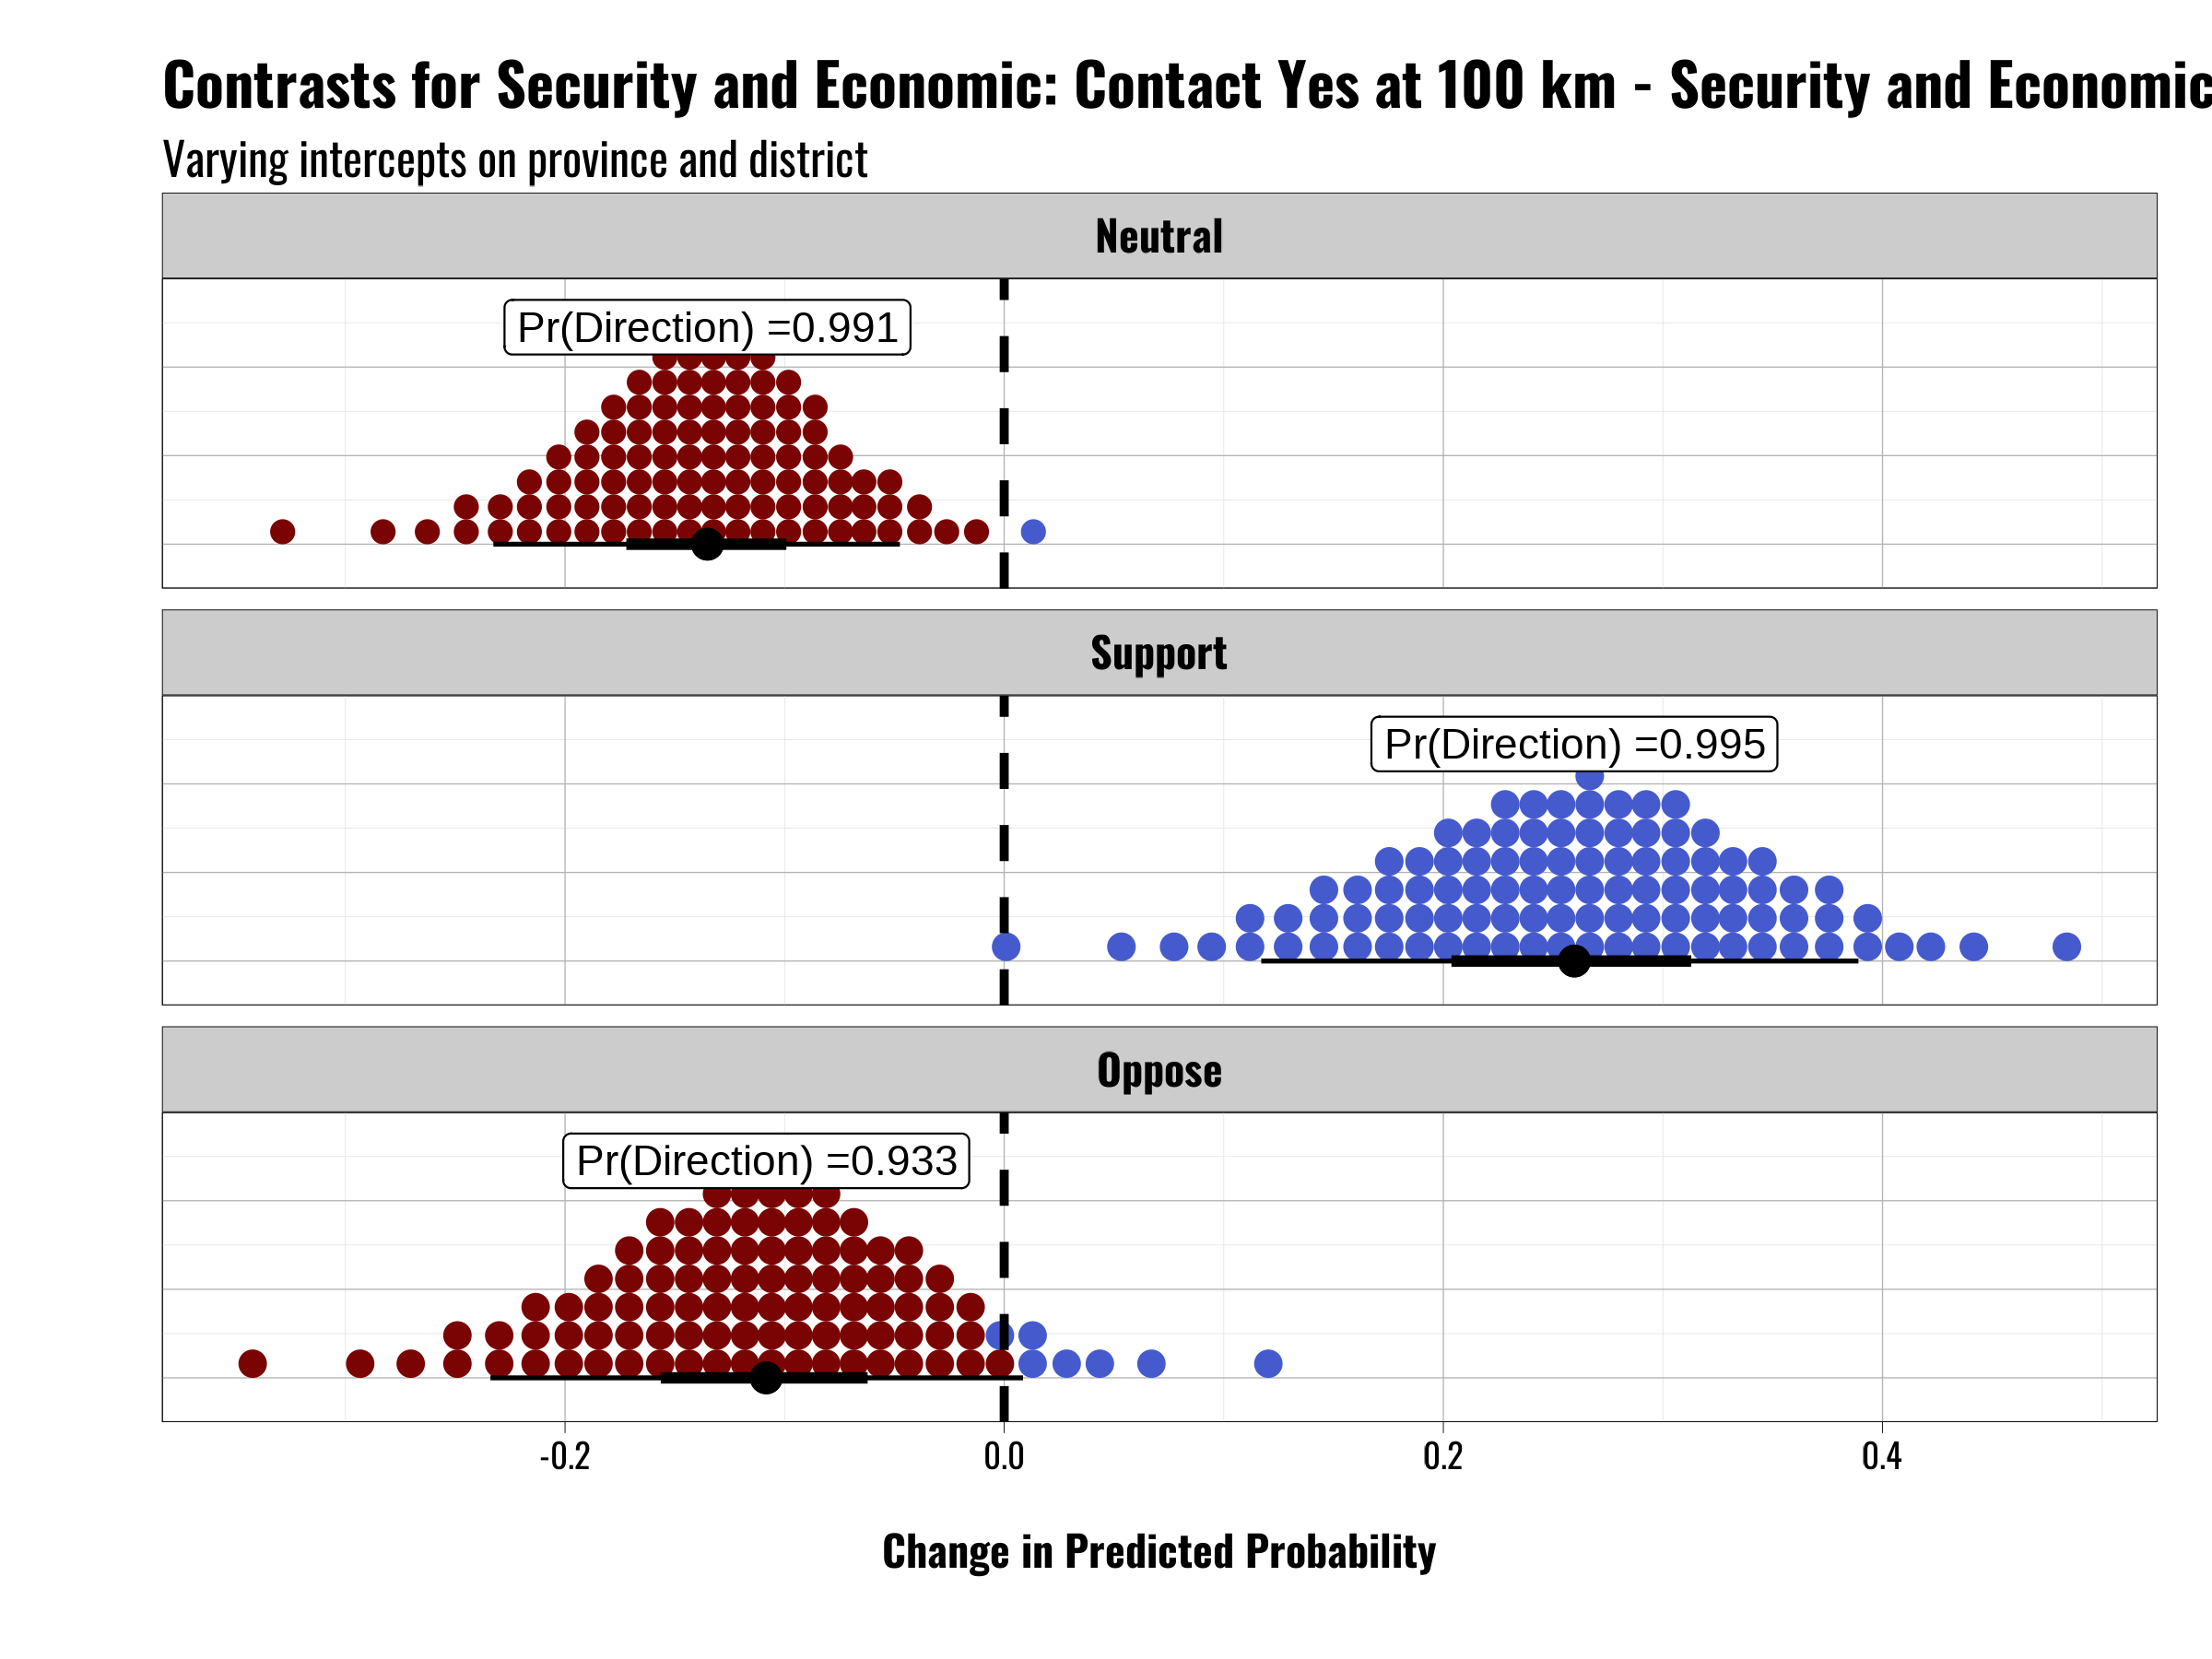 Contrasts for Security and Economic: Contact Yes at 100 km - Security and Economic
Varying intercepts on province and district
Neutral
Pr(Direction) =0.991
Support
Pr(Direction) =0.995
Oppose
Pr(Direction) =0.933
-0.2 0.0 0.2 0.4
Change in Predicted Probability